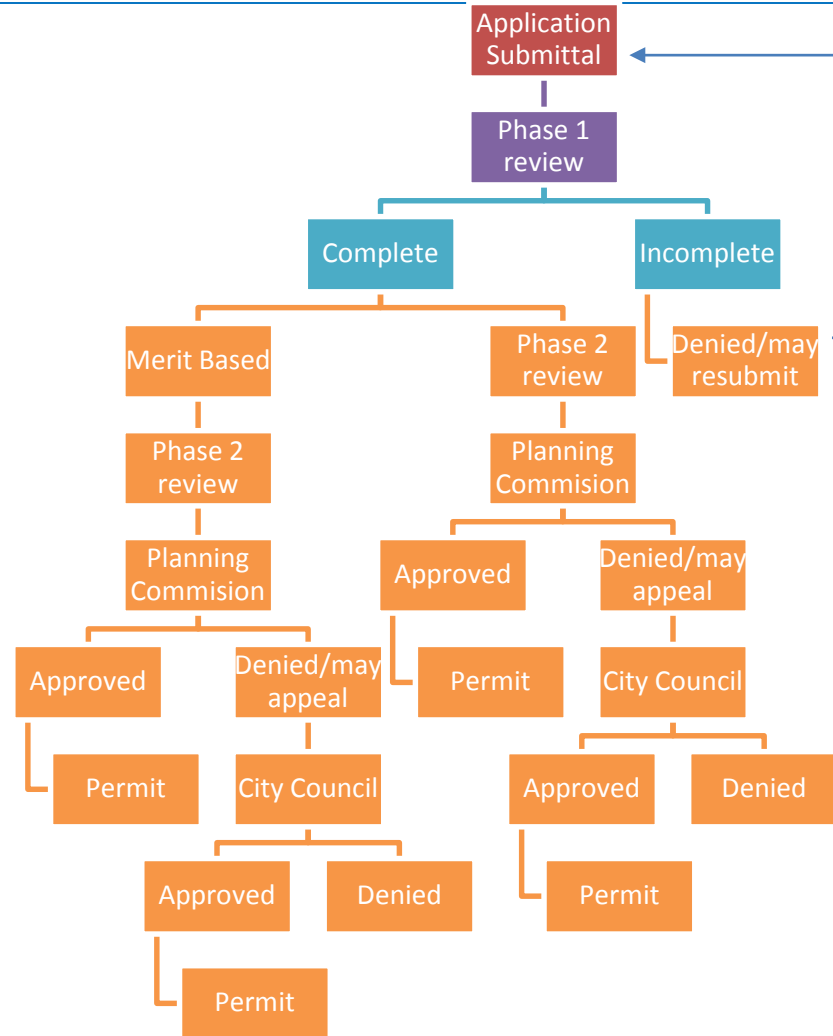 Application
Submittal
Phase 1
review
Complete
Incomplete
Merit Based
Phase 2
review
Denied/may
resubmit
Phase 2
review
Planning
Commision
Planning
Commision
Approved
Denied/may
appeal
Approved
Denied/may
appeal
Permit
City Council
Permit
City Council
Approved
Denied
Approved
Denied
Permit
Permit